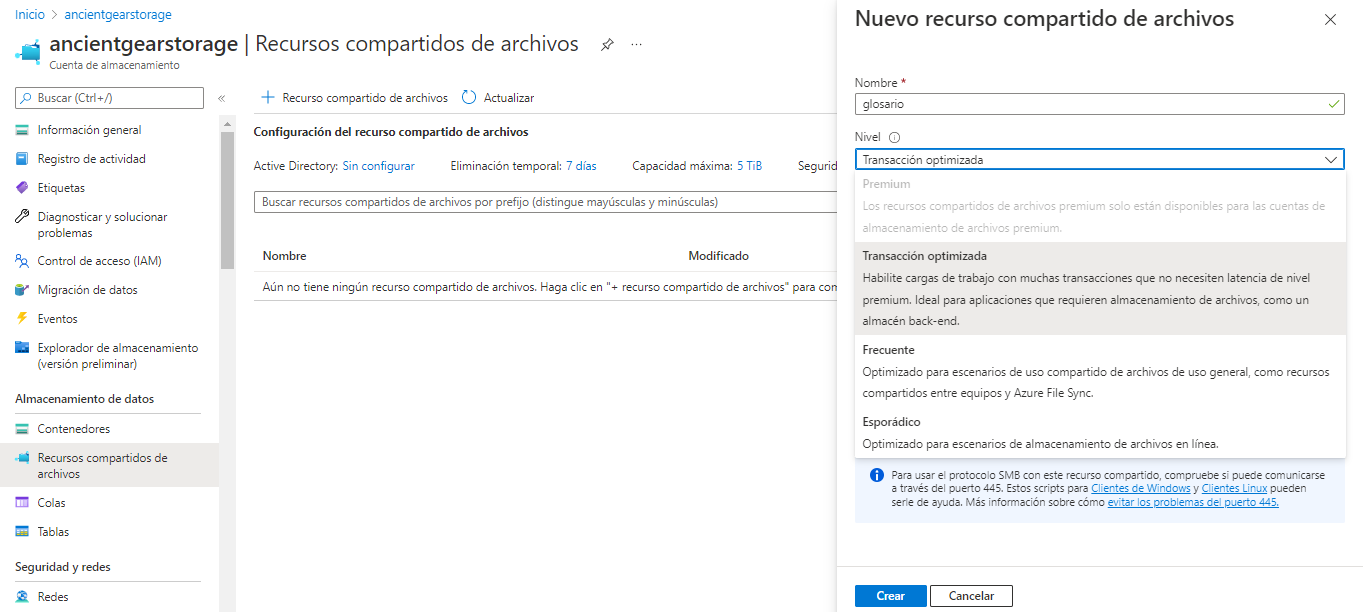 Inicio > ancientgearstorage
ancientgearstorage | Recursos compartidos de archivos
Cuenta de almacenamiento
Buscar (Ctrl+/)
Información general
Registro de actividad
Etiquetas
Diagnosticar y solucionar
problemas
Control de acceso (IAM)
Migración de datos
Eventos
Explorador de almacenamiento
(versión preliminar)
Almacenamiento de datos
Contenedores
Recursos compartidos de
archivos
Colas
Tablas
Seguridad y redes
Redes
Recurso compartido de archivos
Actualizar
Configuración del recurso compartido de archivos
Active Directory: Sin configurar Eliminación temporal: 7 días Capacidad máxima: 5 TiB Segurid
Buscar recursos compartidos de archivos por prefijo (distingue mayúsculas y minúsculas)
Nombre Modificado
Aún no tiene ningún recurso compartido de archivos. Haga clic en "+ recurso compartido de archivos" para com
Nuevo recurso compartido de archivos
Nombre *
glosario
Nivel
Transacción optimizada
Premium
Los recursos compartidos de archivos premium solo están disponibles para las cuentas de
almacenamiento de archivos premium.
Transacción optimizada
Habilite cargas de trabajo con muchas transacciones que no necesiten latencia de nivel
premium. Ideal para aplicaciones que requieren almacenamiento de archivos, como un
almacén back-end.
Frecuente
Optimizado para escenarios de uso compartido de archivos de uso general, como recursos
compartidos entre equipos y Azure File Sync.
Esporádico
Optimizado para escenarios de almacenamiento de archivos en línea.
Para usar el protocolo SMB con este recurso compartido, compruebe si puede comunicarse
a través del puerto 445. Estos scripts para Clientes de Windows y Clientes Linux pueden
serie de ayuda. Más información sobre cómo evitar los problemas del puerto 445.
Crear
Cancelar